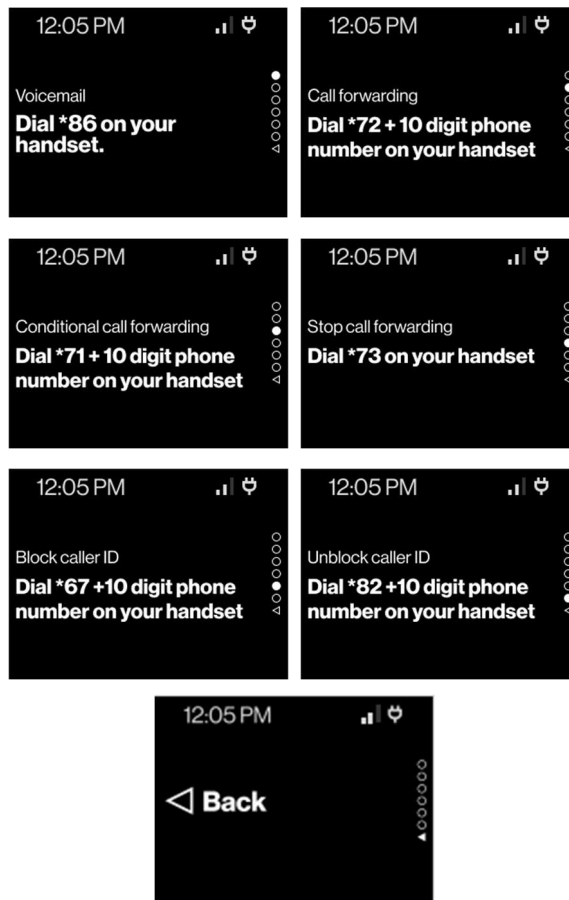 12:05 PM
Voicemail
Dial *86 on your
handset.
12:05 PM
Call forwarding
Dial *72 + 10 digit phone
number on your handset
12:05 PM
Conditional call forwarding
Dial *71 + 10 digit phone
number on your handset
12:05 PM
Stop call forwarding
Dial *73 on your handset
12:05 PM
Block caller ID
Dial *67 +10 digit phone
number on your handset
12:05 PM
Unblock caller ID
Dial *82 +10 digit phone
number on your handset
12:05 PM
Back